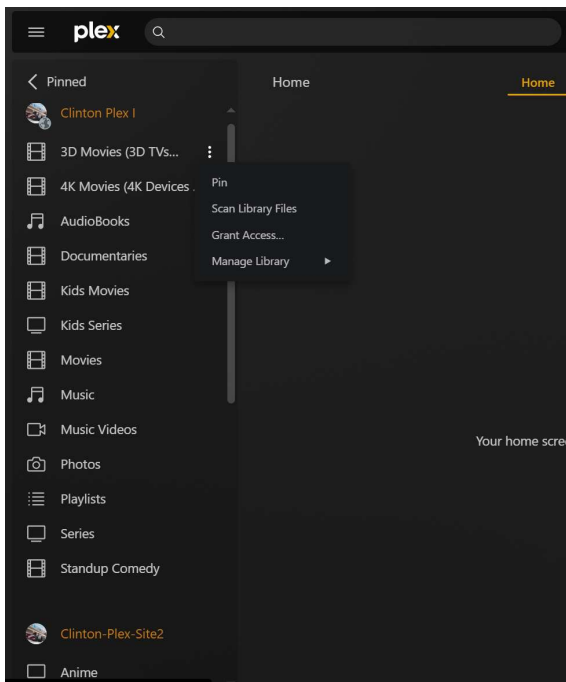 plex
Pinned
Home
Home
Clinton Plex I
3D Movies (3D TVs...
Pin
4K Movies (4K Devices .
Scan Library Files
AudioBooks
Grant Access...
Documentaries
Manage Library
Kids Movies
Kids Series
Movies
Music
Music Videos
Your home scre
Photos
Playlists
Series
Standup Comedy
Clinton-Plex-Site2
Anime